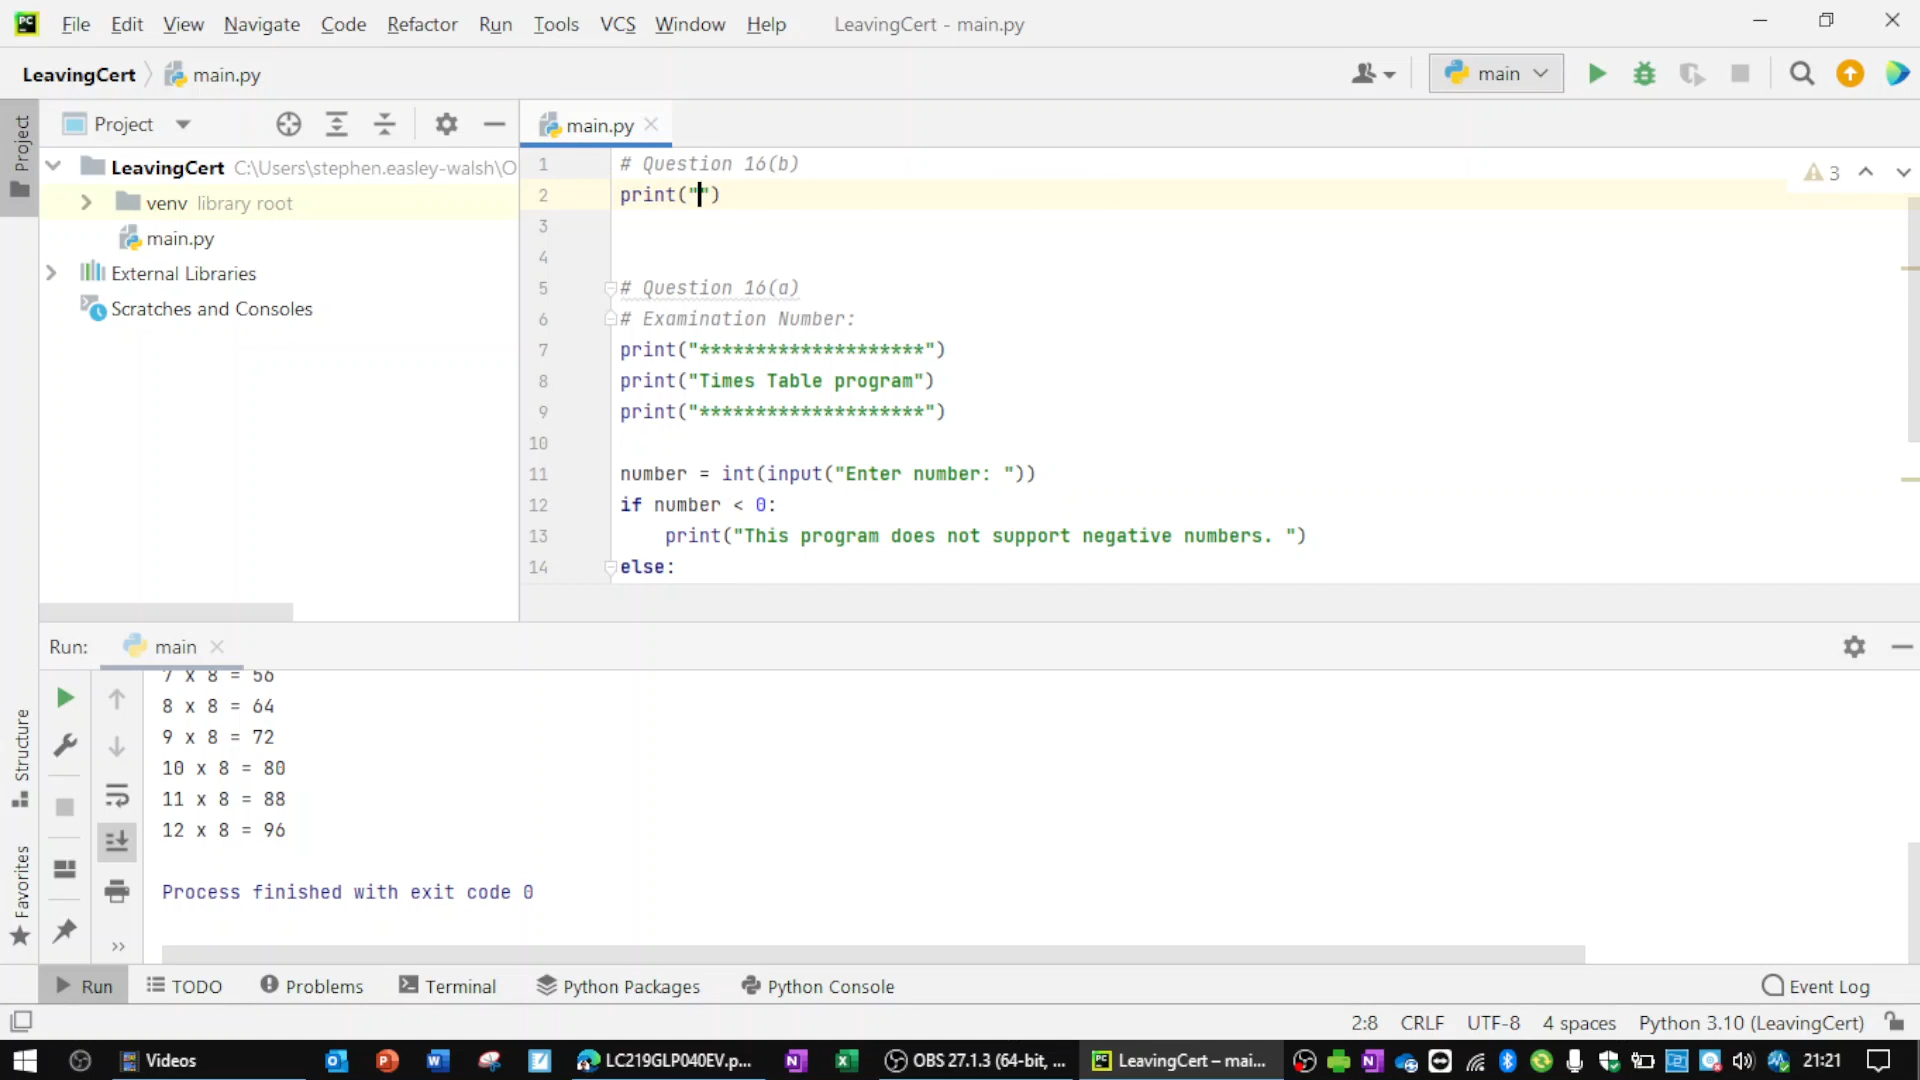 PC File Edit View Navigate Code Refactor Run Tools VCS Window Help LeavingCert - main.py
LeavingCert main.py main
Project
Project
main.py
LeavingCert C:\Users\stephen.easley-walsh\O
venv library root
main.py
External Libraries
Scratches and Consoles
3
1 # Question 16(b)
2 print("")
3
4
5 # Question 16(a)
6 # Examination Number:
7 print("********************")
8 print("Times Table program")
9 print("********************")
10
11 number = int(input("Enter number: "))
12 if number < 0:
13 print("This program does not support negative numbers. ")
14 else:
Run: main
7 x 8 = 56
8 x 8 = 64
9 x 8 = 72
10 x 8 = 80
11 x 8 = 88
12 x 8 = 96
Process finished with exit code 0
Structure
Favorites
Run TODO Problems Terminal Python Packages Python Console Event Log
2:8 CRLF UTF-8 4 spaces Python 3.10 (LeavingCert)
Videos LC219GLP040EV.p... OBS 27.1.3 (64-bit, ... LeavingCert – mai... 21:21